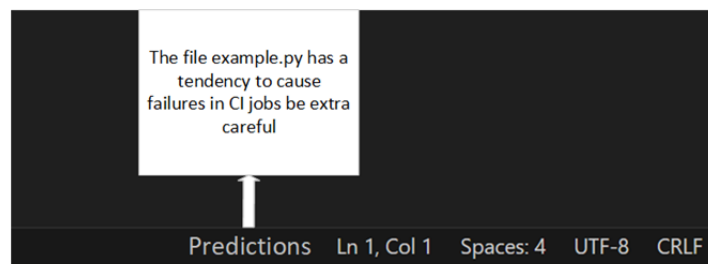 The file example.py has a
tendency to cause
failures in CI jobs be extra
careful
Predictions Ln 1, Col 1 Spaces: 4 UTF-8 CRLF